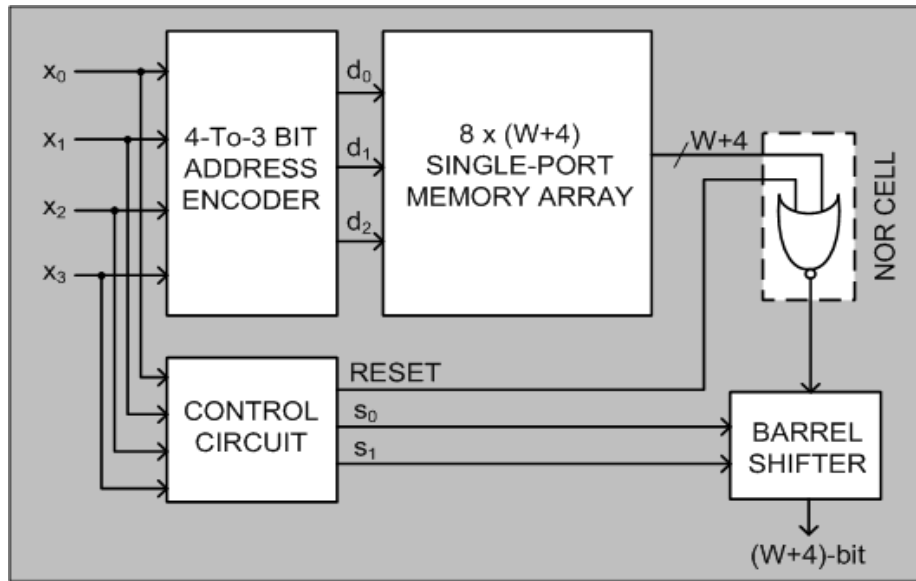 x₀
x₁
x₂
x₃
4-To-3 BIT
ADDRESS
ENCODER
d₀
d₁
d₂
8 x (W+4)
SINGLE-PORT
MEMORY ARRAY
W+4
NOR CELL
CONTROL
CIRCUIT
RESET
s₀
s₁
BARREL
SHIFTER
(W+4)-bit